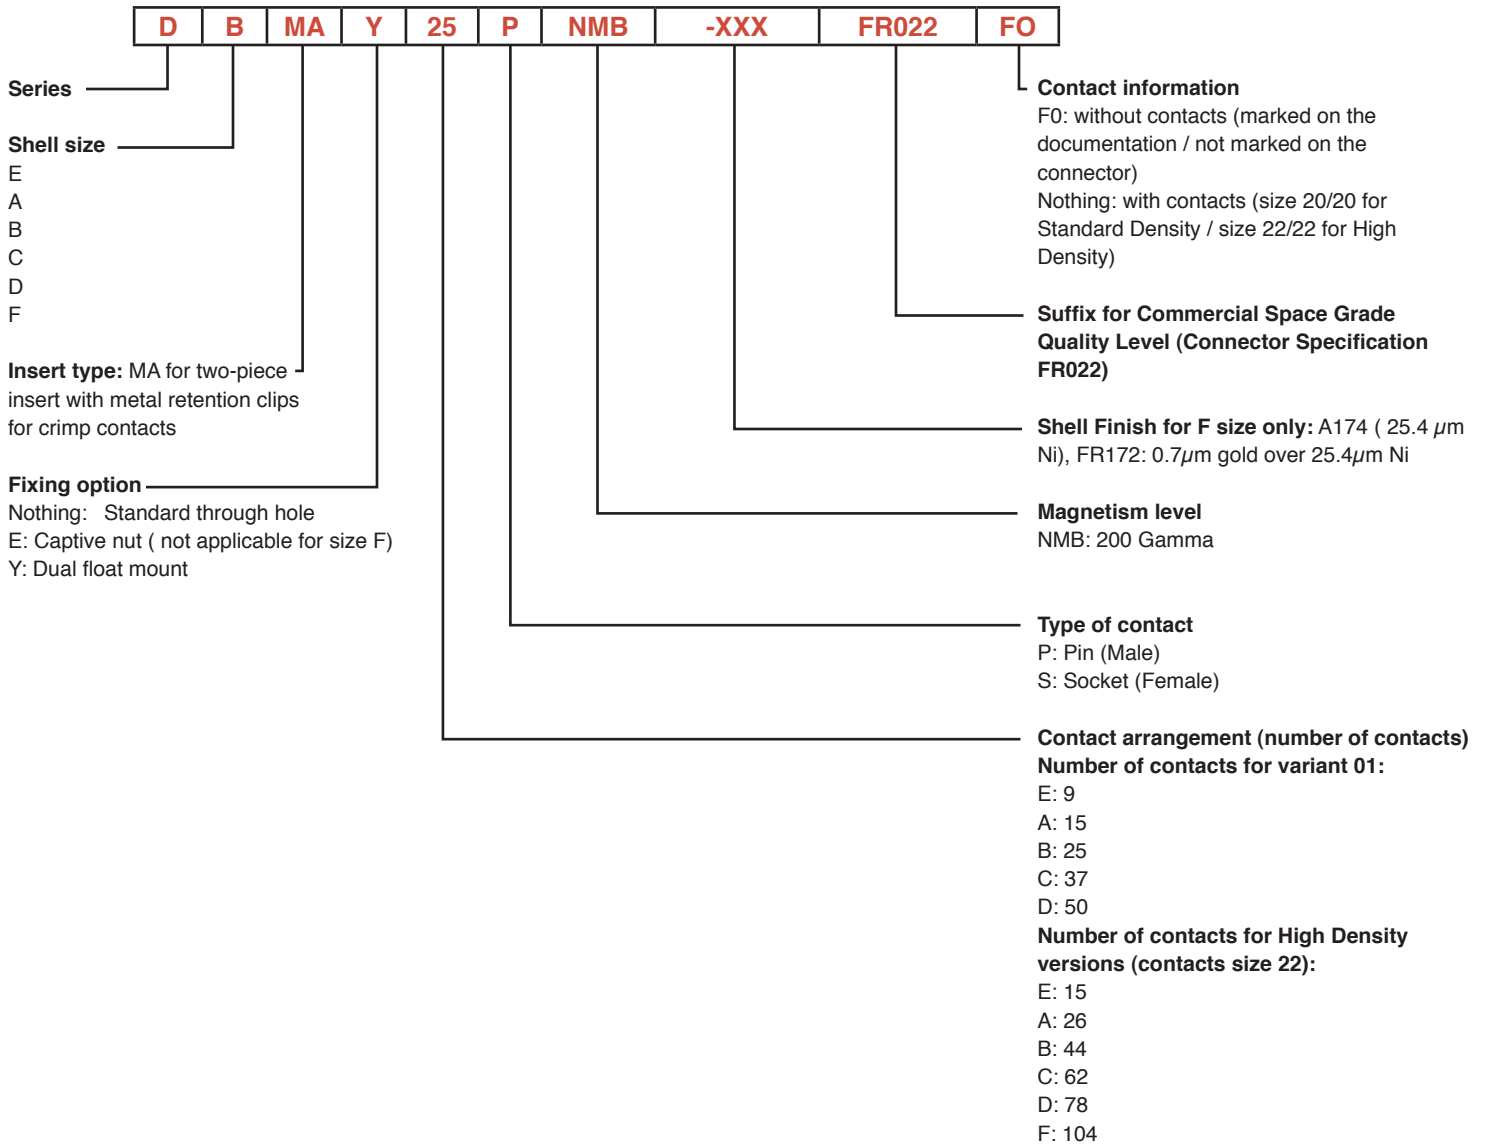 D B MA Y 25 P NMB -XXX FR022 FO
Series
Shell size
E
A
B
C
D
F
Insert type: MA for two-piece
insert with metal retention clips
for crimp contacts
Fixing option
Nothing: Standard through hole
E: Captive nut ( not applicable for size F)
Y: Dual float mount
Contact information
F0: without contacts (marked on the
documentation / not marked on the
connector)
Nothing: with contacts (size 20/20 for
Standard Density / size 22/22 for High
Density)
Suffix for Commercial Space Grade
Quality Level (Connector Specification
FR022)
Shell Finish for F size only: A174 ( 25.4 µm
Ni), FR172: 0.7µm gold over 25.4µm Ni
Magnetism level
NMB: 200 Gamma
Type of contact
P: Pin (Male)
S: Socket (Female)
Contact arrangement (number of contacts)
Number of contacts for variant 01:
E: 9
A: 15
B: 25
C: 37
D: 50
Number of contacts for High Density
versions (contacts size 22):
E: 15
A: 26
B: 44
C: 62
D: 78
F: 104